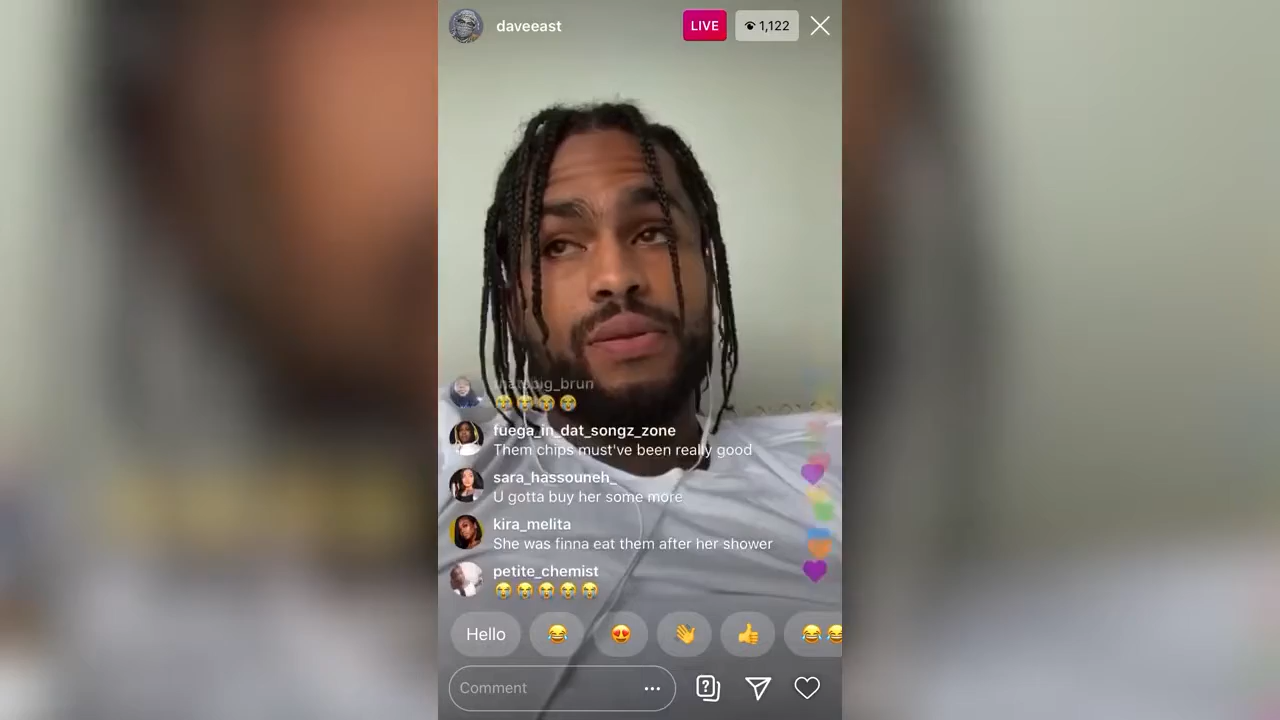 daveeast
LIVE
1,122
thatsbig_brun
😭😭😭😭
fuega_in_dat_songz_zone
Them chips must've been really good
sara_hassouneh_
U gotta buy her some more
kira_melita
She was finna eat them after her shower
petite_chemist
😭😭😭😭😭
Hello
Comment